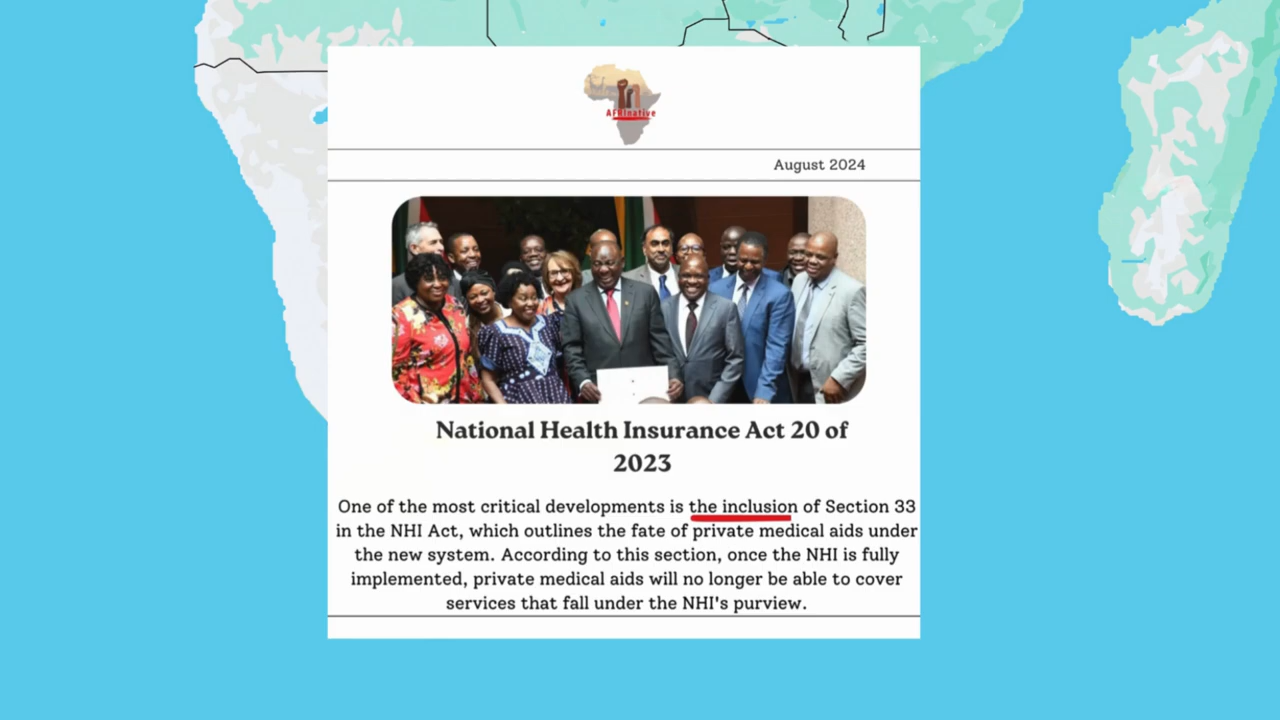 AFRInative
August 2024
National Health Insurance Act 20 of
2023
One of the most critical developments is the inclusion of Section 33
in the NHI Act, which outlines the fate of private medical aids under
the new system. According to this section, once the NHI is fully
implemented, private medical aids will no longer be able to cover
services that fall under the NHI's purview.